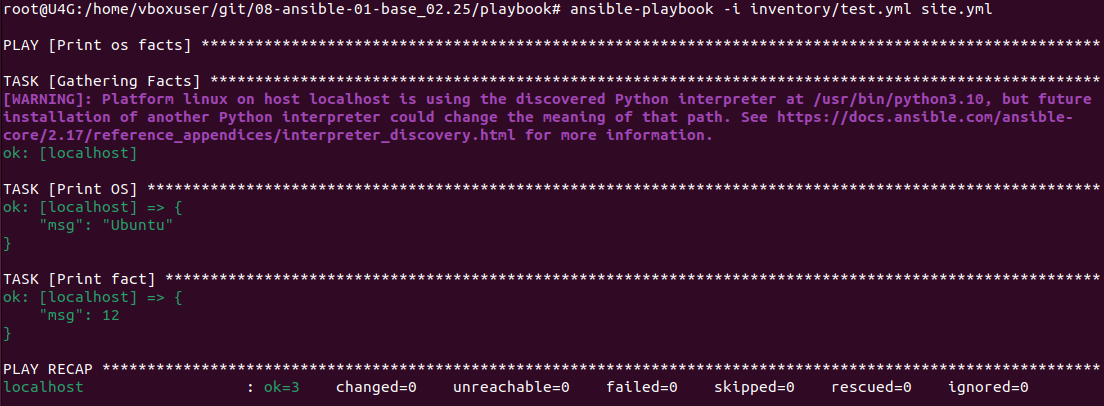 root@U4G:/home/vboxuser/git/08-ansible-01-base_02.25/playbook# ansible-playbook -i inventory/test.yml site.yml
PLAY [Print os facts] ****************************************************************************************************
TASK [Gathering Facts] ***************************************************************************************************
[WARNING]: Platform linux on host localhost is using the discovered Python interpreter at /usr/bin/python3.10, but future
installation of another Python interpreter could change the meaning of that path. See https://docs.ansible.com/ansible-
core/2.17/reference_appendices/interpreter_discovery.html for more information.
ok: [localhost]
TASK [Print OS] **********************************************************************************************************
ok: [localhost] => {
    "msg": "Ubuntu"
}
TASK [Print fact] ********************************************************************************************************
ok: [localhost] => {
    "msg": 12
}
PLAY RECAP ***************************************************************************************************************
localhost                  : ok=3    changed=0    unreachable=0    failed=0    skipped=0    rescued=0    ignored=0